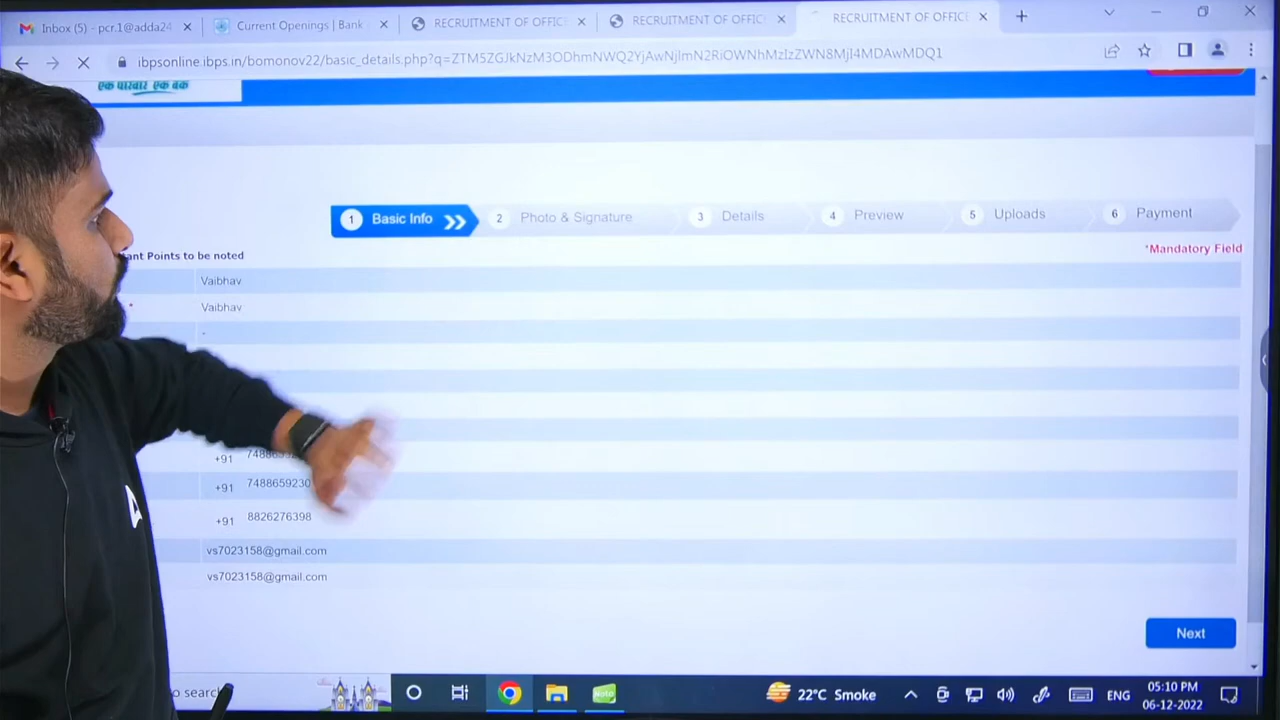 Inbox (5) - pcr.1@adda24
Current Openings | Bank
RECRUITMENT OF OFFIC
RECRUITMENT OF OFFIC
RECRUITMENT OF OFFICE
ibpsonline.ibps.in/bomonov22/basic_details.php?q=ZTM5ZGJkNzM3ODhmNWQ2YjAwNjlmN2RiOWNhMzIzZWN8MjI4MDAwMDQ1
एक परिवार एक बैंक
1 Basic Info
2 Photo & Signature
3 Details
4 Preview
5 Uploads
6 Payment
ant Points to be noted
*Mandatory Field
Vaibhav
* Vaibhav
-
+91
+91 7488659230
+91 8826276398
vs7023158@gmail.com
vs7023158@gmail.com
Next
o search
Note
22°C Smoke
ENG
05:10 PM
06-12-2022